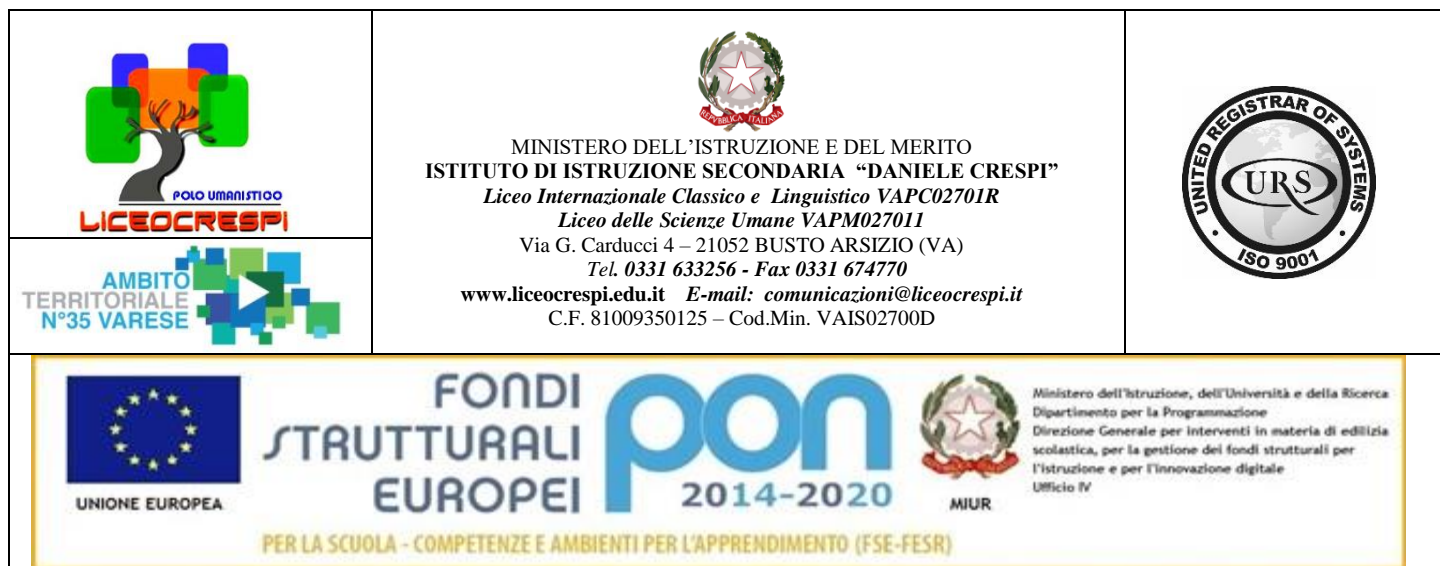 POLO UMANISTICO
LICEOCRESPI
AMBITO
TERRITORIALE
N°35 VARESE
REPVBBLICA ITALIANA
MINISTERO DELL'ISTRUZIONE E DEL MERITO
ISTITUTO DI ISTRUZIONE SECONDARIA “DANIELE CRESPI”
Liceo Internazionale Classico e Linguistico VAPC02701R
Liceo delle Scienze Umane VAPM027011
Via G. Carducci 4 – 21052 BUSTO ARSIZIO (VA)
Tel. 0331 633256 - Fax 0331 674770
www.liceocrespi.edu.it E-mail: comunicazioni@liceocrespi.it
C.F. 81009350125 – Cod.Min. VAIS02700D
UNITED REGISTRAR OF SYSTEMS
URS
ISO 9001
UNIONE EUROPEA
FONDI
STRUTTURALI
EUROPEI
pon
2014-2020
MIUR
Ministero dell'Istruzione, dell'Università e della Ricerca
Dipartimento per la Programmazione
Direzione Generale per interventi in materia di edilizia
scolastica, per la gestione dei fondi strutturali per
l'istruzione e per l'innovazione digitale
Ufficio IV
PER LA SCUOLA - COMPETENZE E AMBIENTI PER L'APPRENDIMENTO (FSE-FESR)